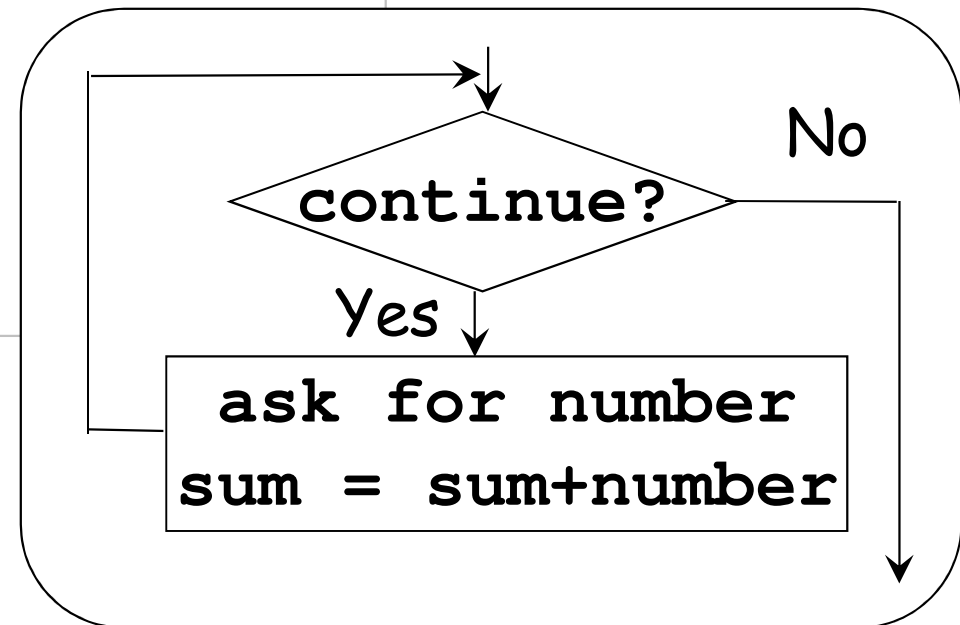 No
continue?
Yes
ask for number
sum = sum+number